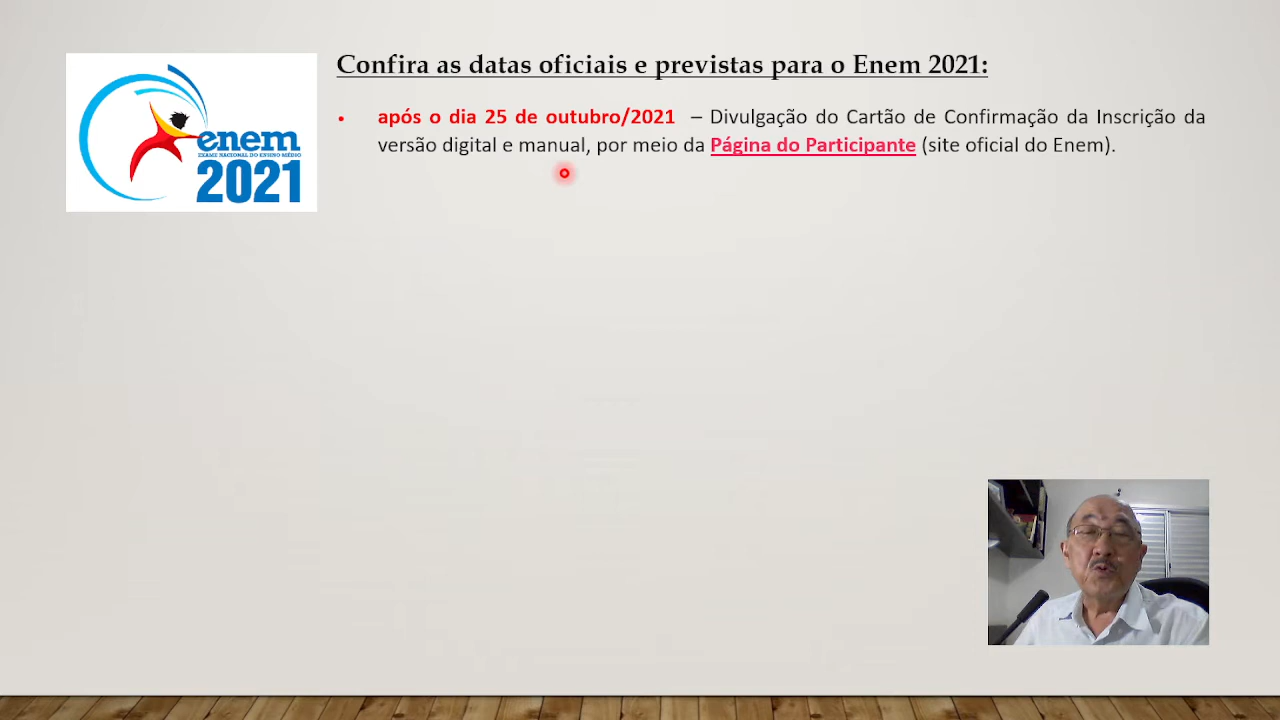 Confira as datas oficiais e previstas para o Enem 2021:
• após o dia 25 de outubro/2021 – Divulgação do Cartão de Confirmação da Inscrição da
versão digital e manual, por meio da Página do Participante (site oficial do Enem).
enem
EXAME NACIONAL DO ENSINO MÉDIO
2021